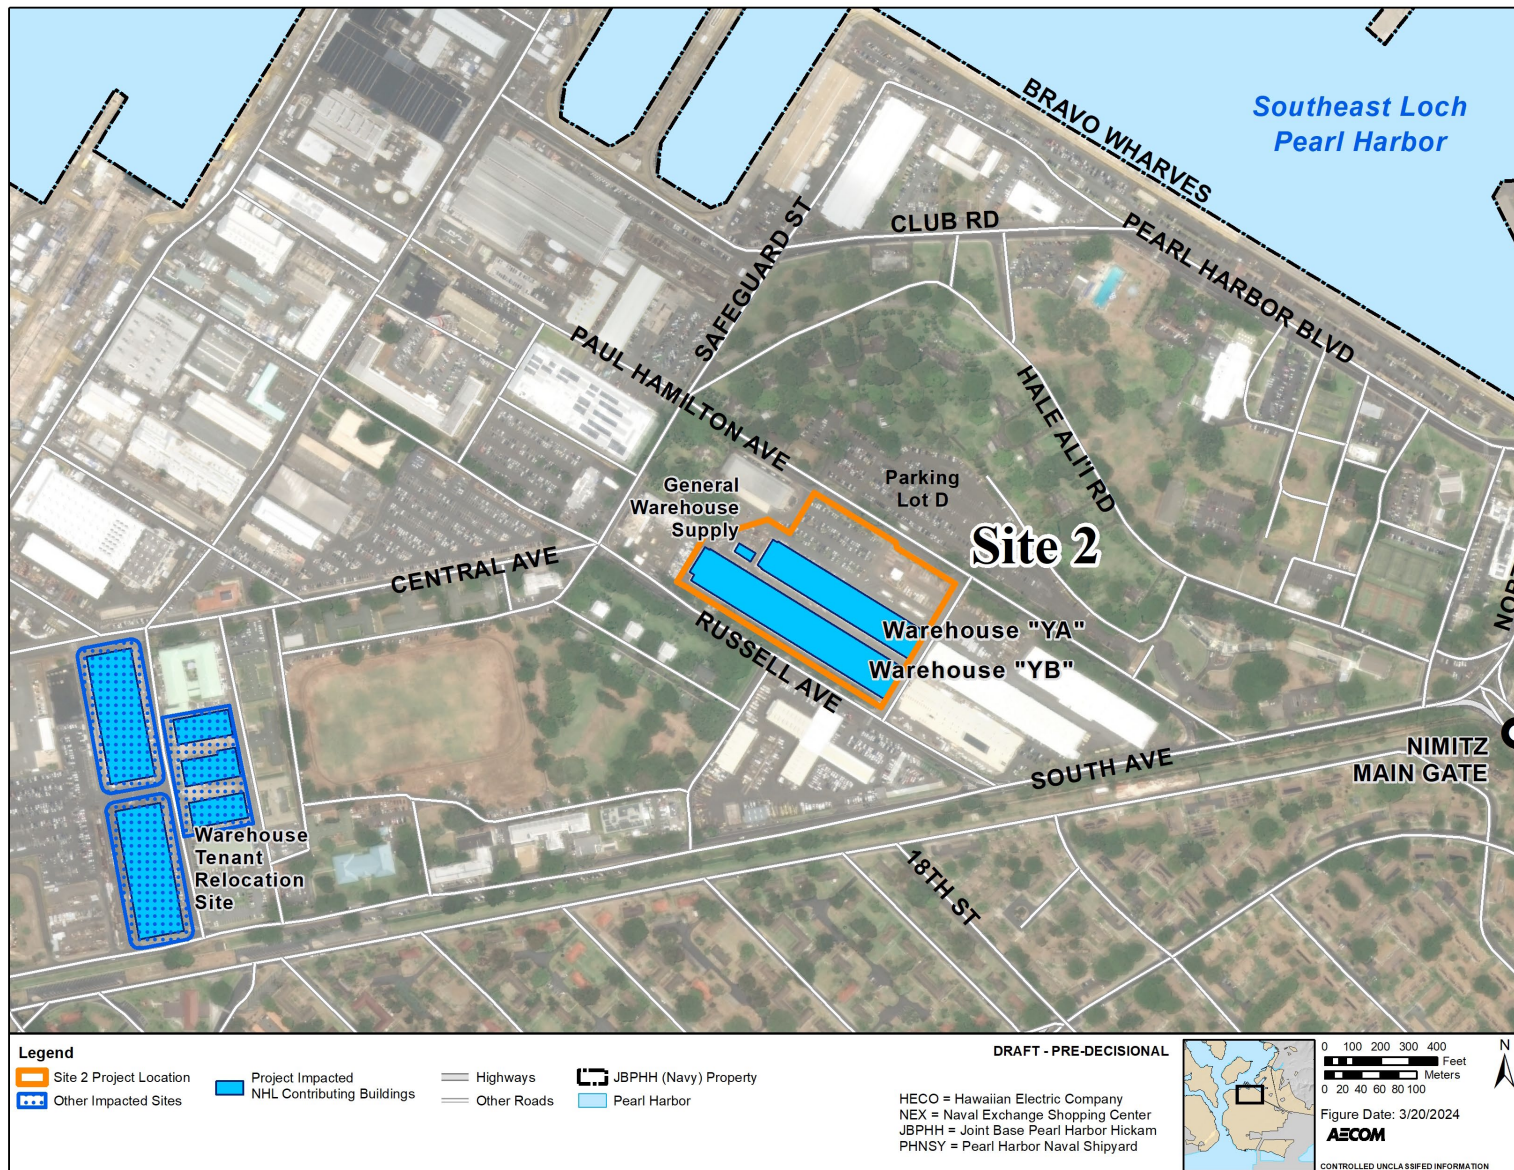 Southeast Loch
Pearl Harbor
BRAVO WHARVES
PEARL HARBOR BLVD
CLUB RD
SAFEGUARD ST
PAUL HAMILTON AVE
HALE ALI'I RD
Parking
Lot D
General
Warehouse
Supply
Site 2
CENTRAL AVE
RUSSELL AVE
Warehouse "YA"
Warehouse "YB"
SOUTH AVE
NIMITZ
MAIN GATE
Warehouse
Tenant
Relocation
Site
18TH ST
Legend
Site 2 Project Location
Other Impacted Sites
Project Impacted
NHL Contributing Buildings
Highways
Other Roads
JBPHH (Navy) Property
Pearl Harbor
DRAFT - PRE-DECISIONAL
HECO = Hawaiian Electric Company
NEX = Naval Exchange Shopping Center
JBPHH = Joint Base Pearl Harbor Hickam
PHNSY = Pearl Harbor Naval Shipyard
0 100 200 300 400
Feet
Meters
0 20 40 60 80 100
N
Figure Date: 3/20/2024
AECOM
CONTROLLED UNCLASSIFED INFORMATION